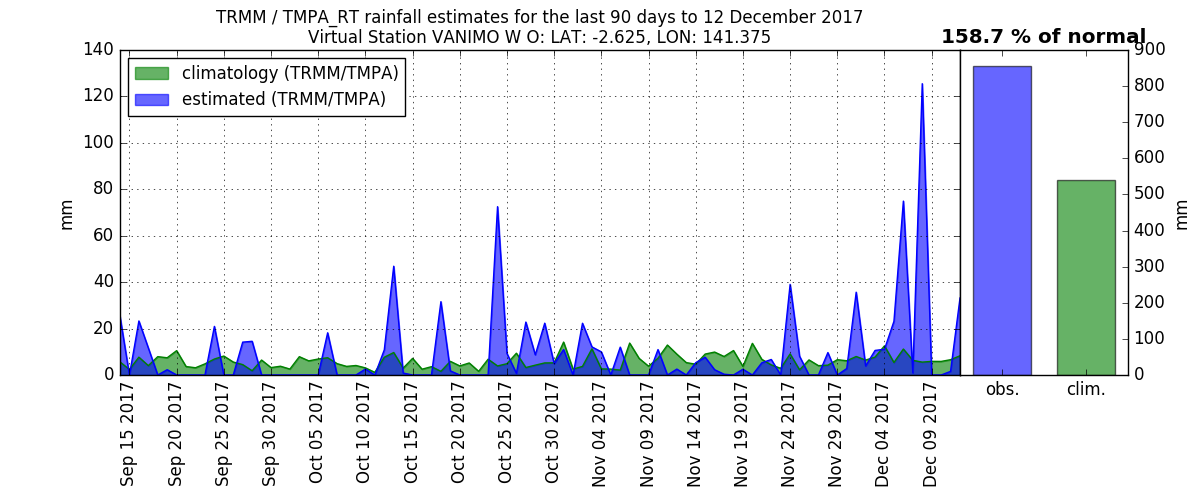 TRMM / TMPA_RT rainfall estimates for the last 90 days to 12 December 2017
Virtual Station VANIMO W O: LAT: -2.625, LON: 141.375
158.7 % of normal
climatology (TRMM/TMPA)
estimated (TRMM/TMPA)
mm
140
120
100
80
60
40
20
0
Sep 15 2017
Sep 20 2017
Sep 25 2017
Sep 30 2017
Oct 05 2017
Oct 10 2017
Oct 15 2017
Oct 20 2017
Oct 25 2017
Oct 30 2017
Nov 04 2017
Nov 09 2017
Nov 14 2017
Nov 19 2017
Nov 24 2017
Nov 29 2017
Dec 04 2017
Dec 09 2017
900
800
700
600
500
400
300
200
100
0
mm
obs.
clim.